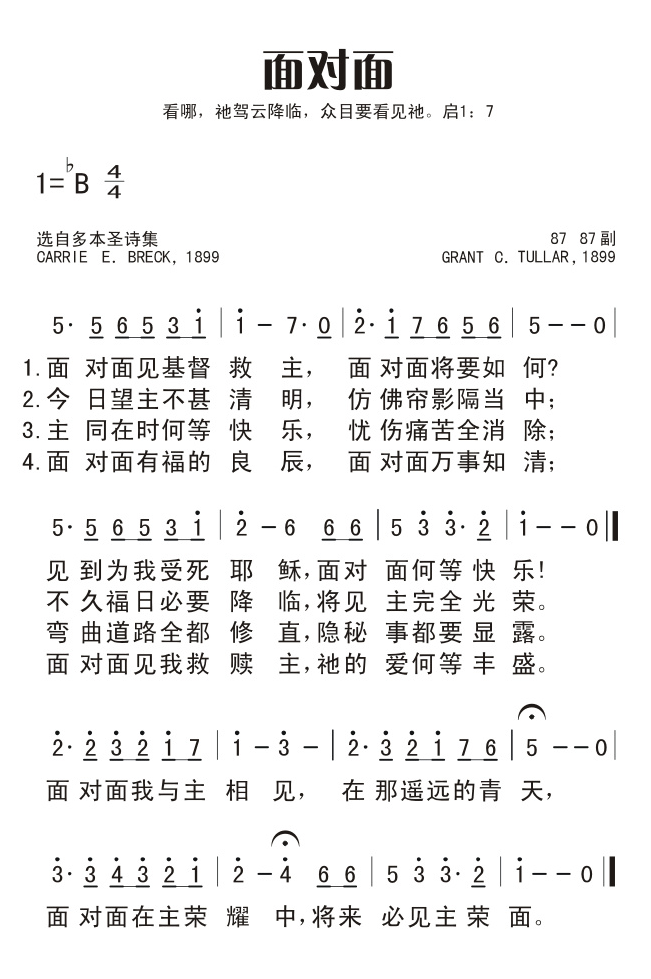 面对面
看哪，祂驾云降临，众目要看见祂。启1：7
1=♭B 4/4
选自多本圣诗集 87 87副
CARRIE E. BRECK, 1899 GRANT C. TULLAR, 1899
5· 5 6 5 3 i | i － 7· 0 | 2̇· i 7 6 5 6 | 5－－0 |
1.面 对面见基督 救 主， 面 对面将要如 何?
2.今 日望主不甚 清 明， 仿 佛帘影隔当 中；
3.主 同在时何等 快 乐， 忧 伤痛苦全消 除；
4.面 对面有福的 良 辰， 面 对面万事知 清；
5· 5 6 5 3 i | 2̇ －6 6 6 | 5 3̇ 3̇· 2̇ | i－－0 ‖
见 到为我受死 耶 稣，面对 面何等 快 乐!
不 久福日必要 降 临，将见 主完全 光 荣。
弯 曲道路全都 修 直，隐秘 事都要 显 露。
面 对面见我救 赎 主，祂的 爱何等 丰 盛。
2̇· 2̇ 3̇ 2̇ i 7 | i－3̇－ | 2̇· 3̇ 2̇ i 7 6 | 5 －－0 |
面 对面我与主 相 见， 在 那遥远的青 天，
3̇· 3̇ 4̇ 3̇ 2̇ i | 2̇－4̇ 6 6 | 5 3̇ 3̇· 2̇ | i－－0 ‖
面 对面在主荣 耀 中，将来 必见主 荣 面。